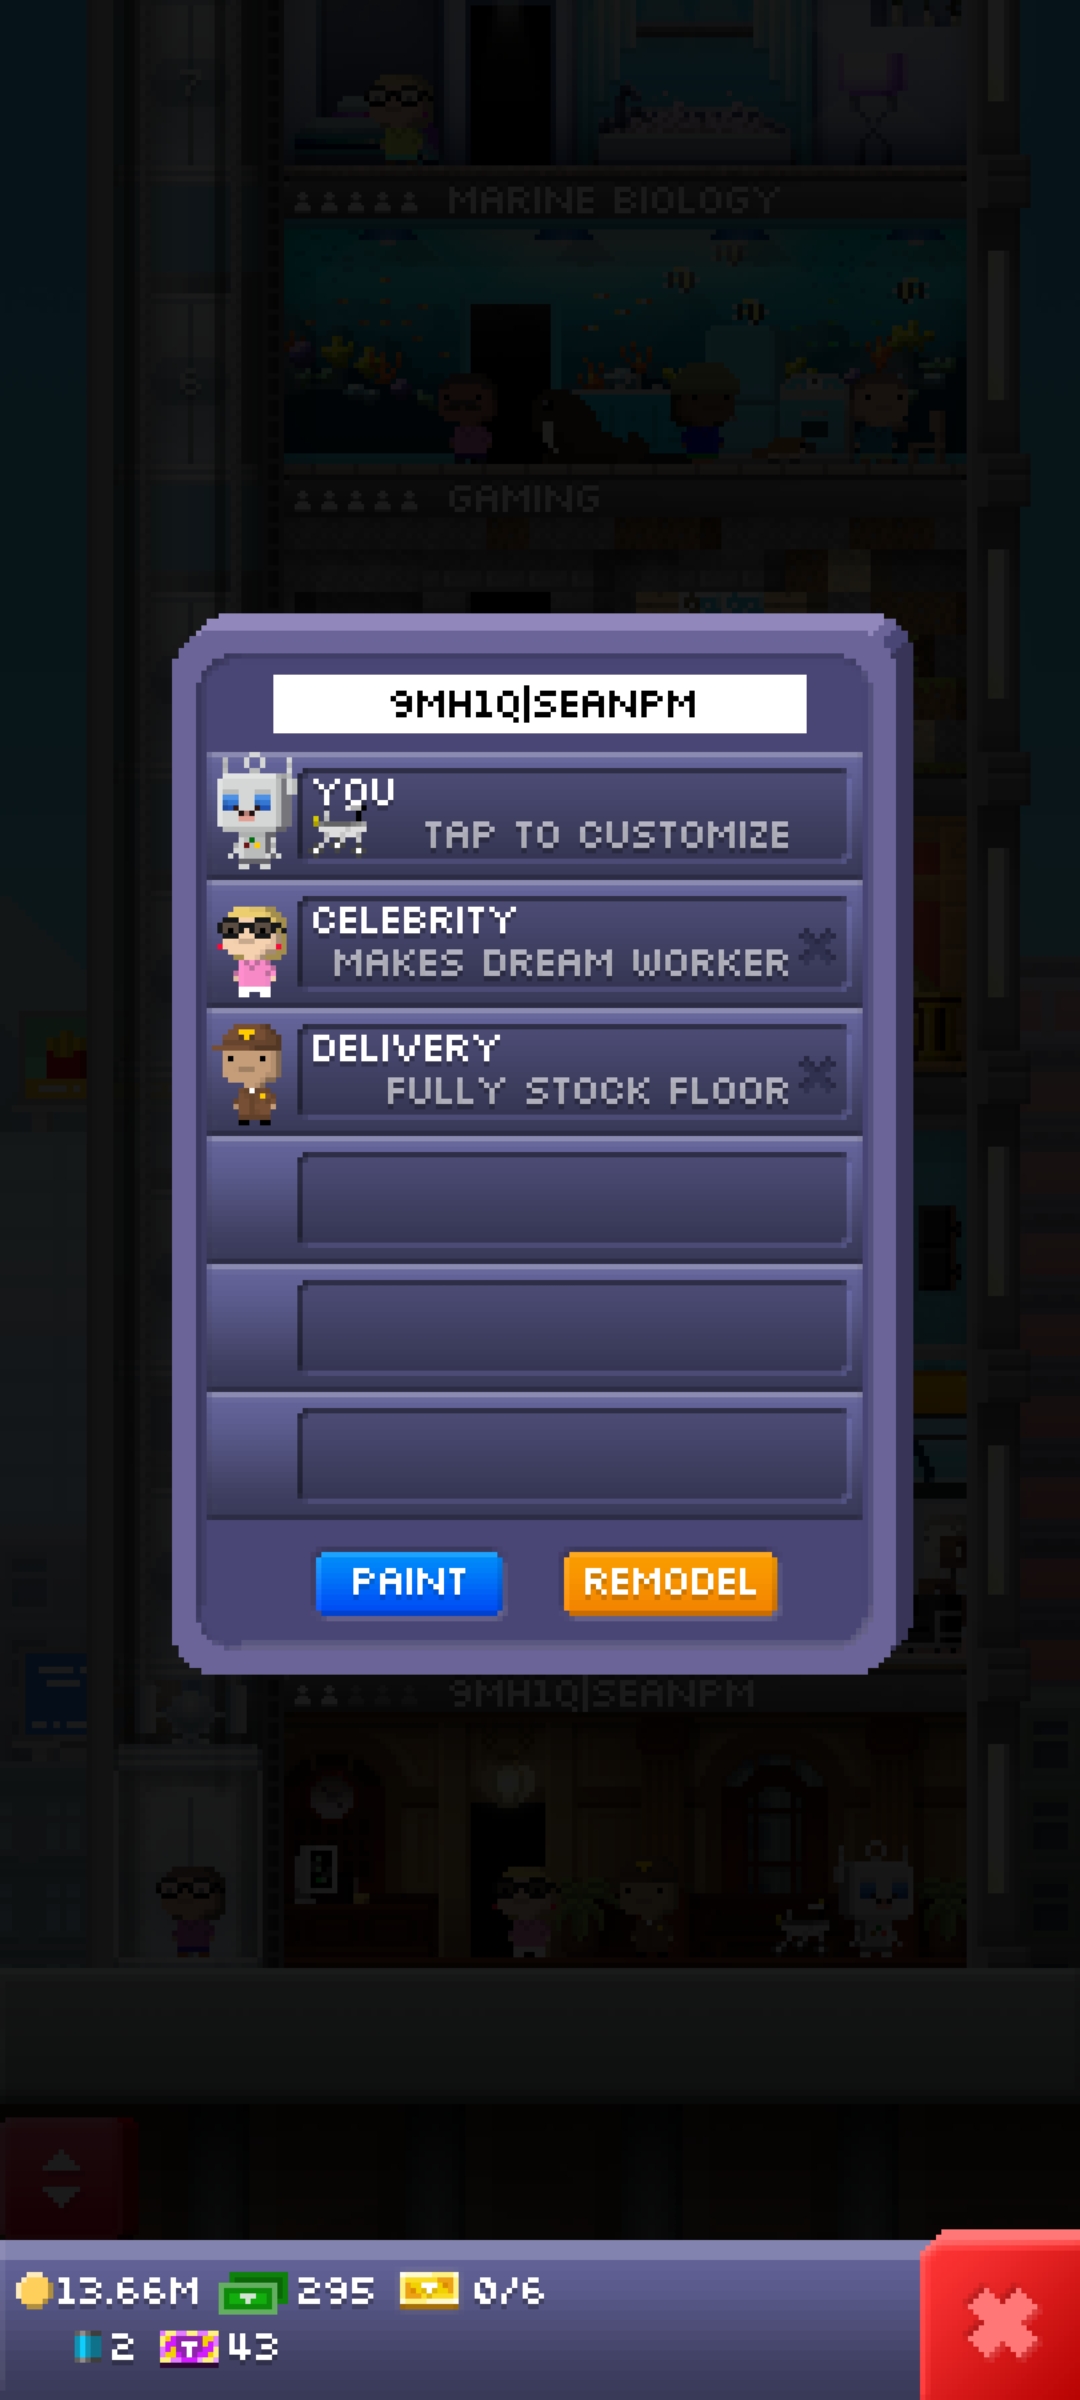 ?
MARINE BIOLOGY
6
GAMING
9MH1Q|SEANPM
YOU
TAP TO CUSTOMIZE
CELEBRITY
MAKES DREAM WORKER
DELIVERY
FULLY STOCK FLOOR
PAINT
REMODEL
9MH1Q|SEANPM
13.66M
295
0/6
2
43